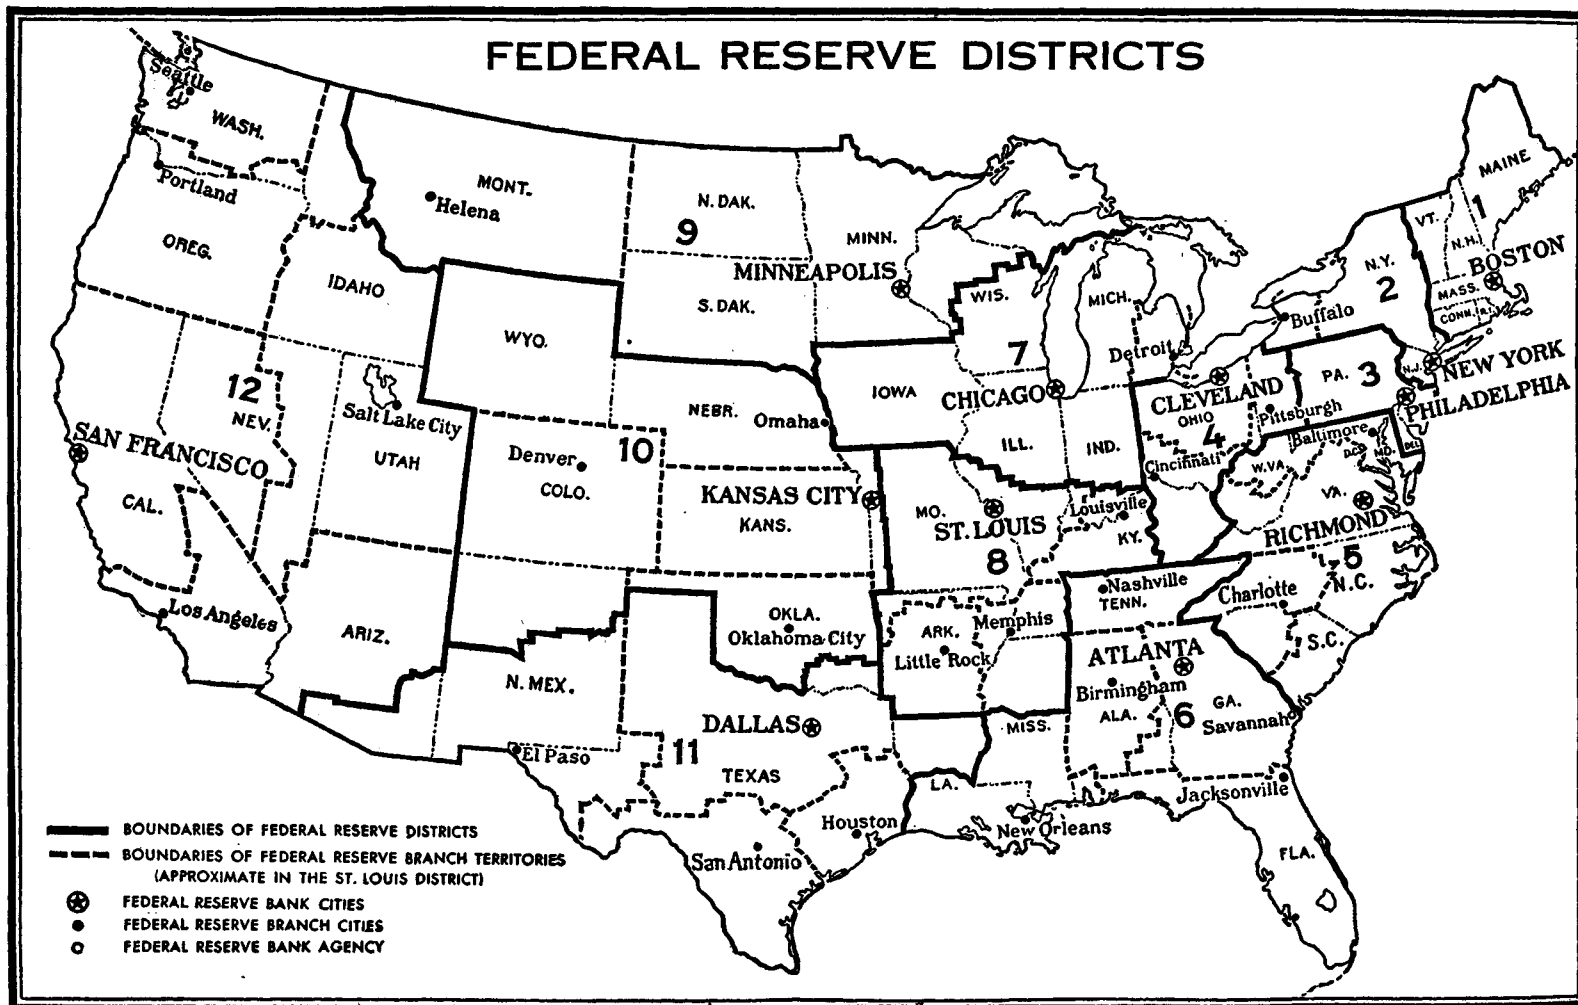 FEDERAL RESERVE DISTRICTS
Seattle
WASH.
Portland
OREG.
IDAHO
MONT.
Helena
N. DAK.
9
MINN.
MINNEAPOLIS
S. DAK.
WYO.
WIS.
MICH.
7
Detroit
IOWA
CHICAGO
ILL.
IND.
MAINE
VT.
1
N.H.
BOSTON
MASS.
CONN.
R.I.
N.Y.
2
Buffalo
N.J.
NEW YORK
PA.
3
PHILADELPHIA
CLEVELAND
OHIO
4
Pittsburgh
Cincinnati
Baltimore
D.C.
MD.
DEL.
W.VA.
VA.
RICHMOND
5
12
NEV.
SAN FRANCISCO
CAL.
Salt Lake City
UTAH
Los Angeles
ARIZ.
NEBR.
Omaha
10
Denver
COLO.
KANSAS CITY
KANS.
MO.
ST. LOUIS
8
Louisville
KY.
OKLA.
Oklahoma City
ARK.
Little Rock
Memphis
Nashville
TENN.
Charlotte
N.C.
S.C.
ATLANTA
Birmingham
ALA.
6
GA.
Savannah
N. MEX.
DALLAS
11
El Paso
TEXAS
MISS.
LA.
Jacksonville
Houston
New Orleans
San Antonio
FLA.
BOUNDARIES OF FEDERAL RESERVE DISTRICTS
BOUNDARIES OF FEDERAL RESERVE BRANCH TERRITORIES
(APPROXIMATE IN THE ST. LOUIS DISTRICT)
FEDERAL RESERVE BANK CITIES
FEDERAL RESERVE BRANCH CITIES
FEDERAL RESERVE BANK AGENCY